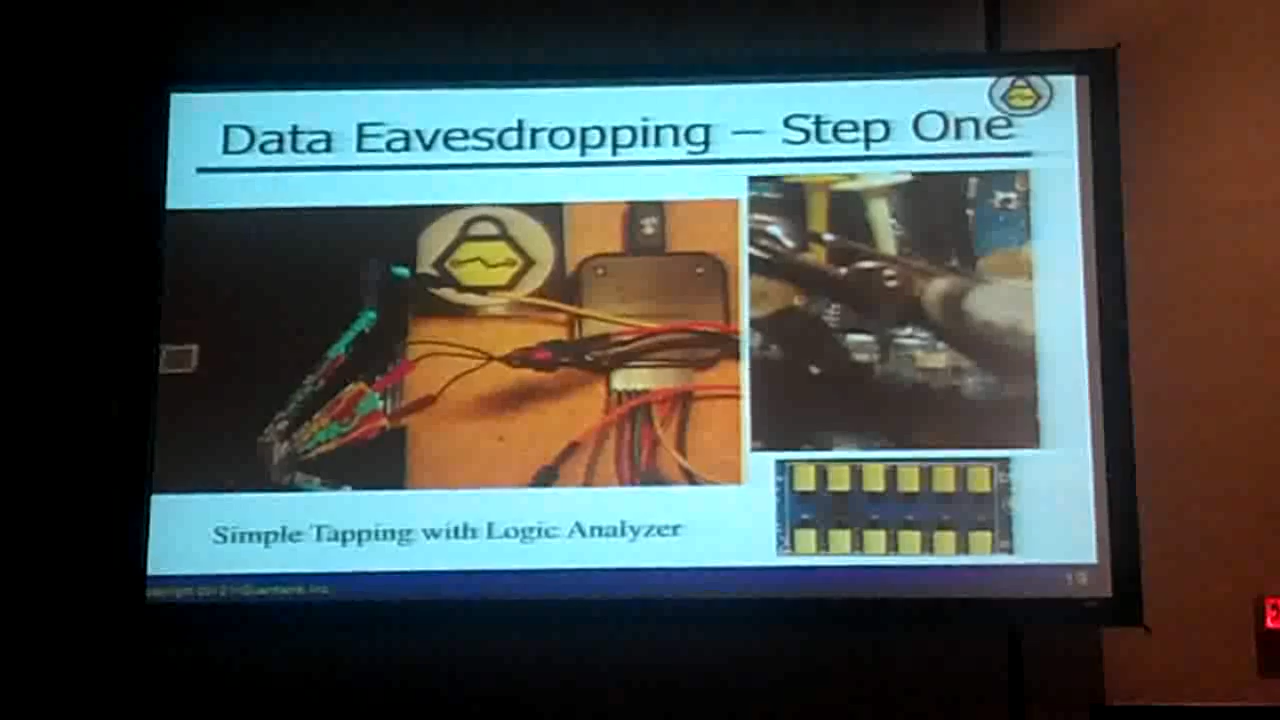 Data Eavesdropping – Step One
Simple Tapping with Logic Analyzer